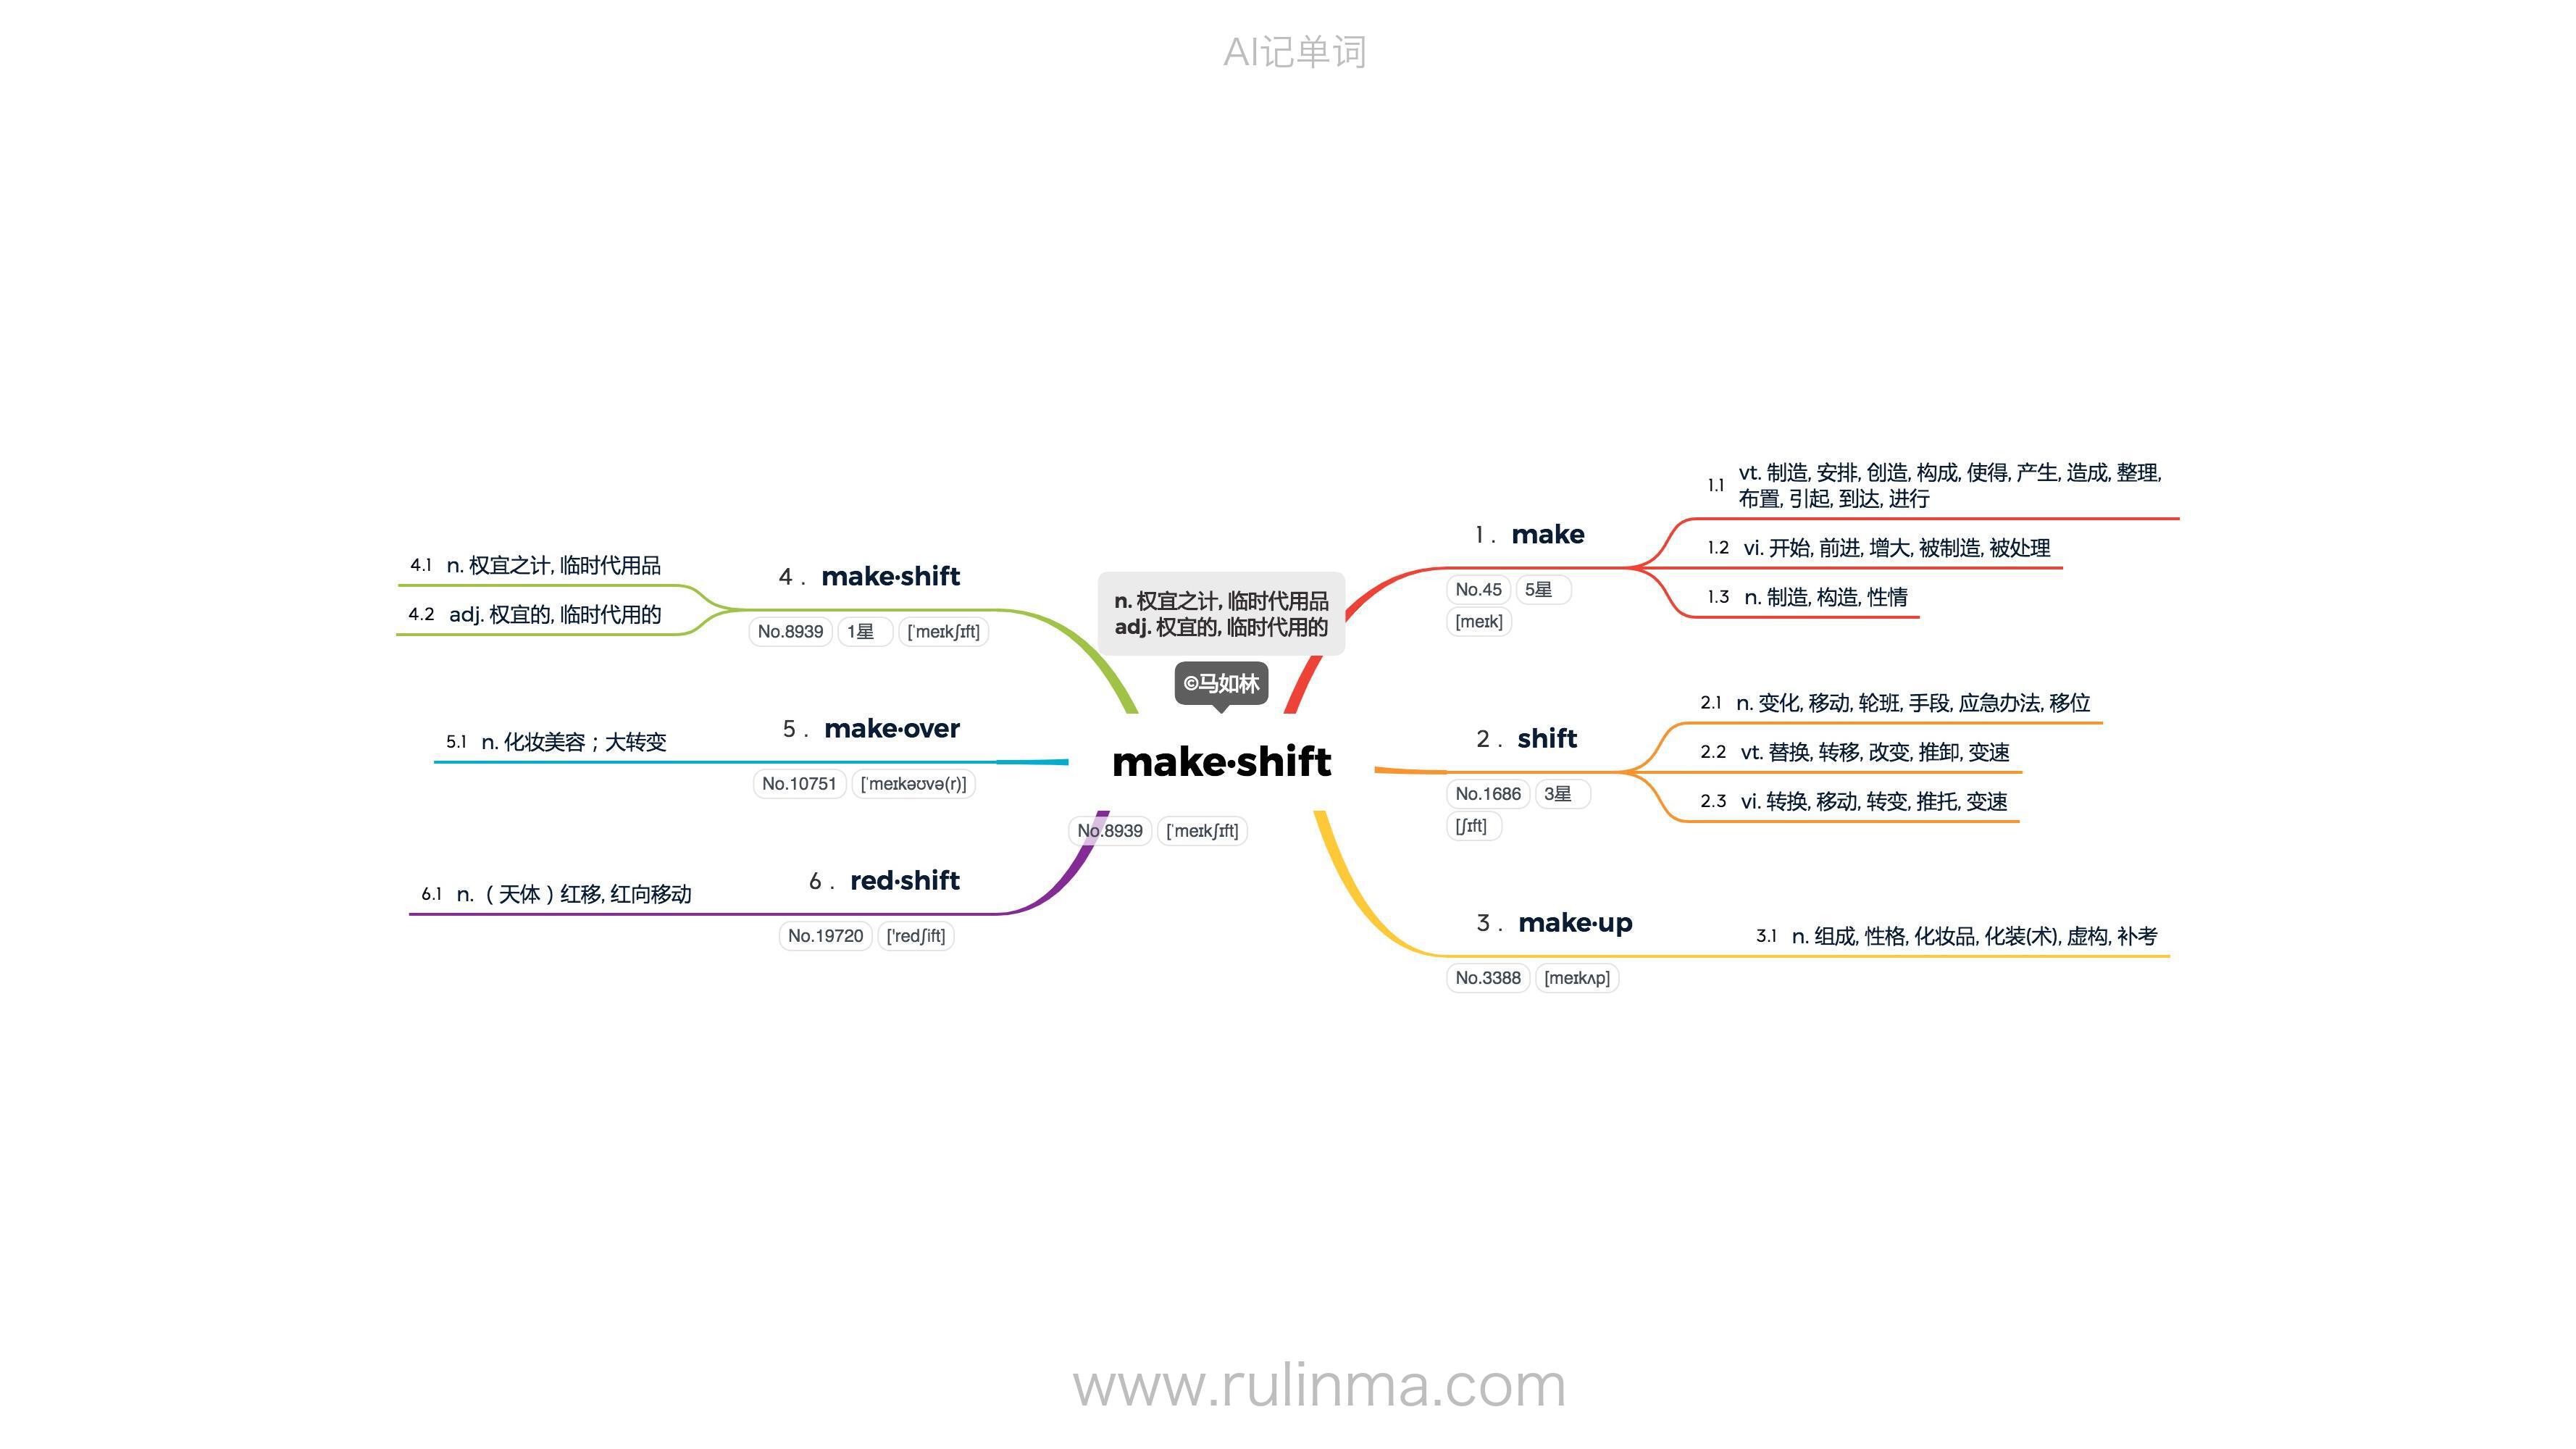 AI记单词
n. 权宜之计, 临时代用品
adj. 权宜的, 临时代用的
©马如林
make·shift
No.8939 [ˈmeɪkʃɪft]
1 . make
No.45 5星
[meɪk]
1.1 vt. 制造, 安排, 创造, 构成, 使得, 产生, 造成, 整理,
布置, 引起, 到达, 进行
1.2 vi. 开始, 前进, 增大, 被制造, 被处理
1.3 n. 制造, 构造, 性情
2 . shift
No.1686 3星
[ʃɪft]
2.1 n. 变化, 移动, 轮班, 手段, 应急办法, 移位
2.2 vt. 替换, 转移, 改变, 推卸, 变速
2.3 vi. 转换, 移动, 转变, 推托, 变速
3 . make·up
No.3388 [meɪkʌp]
3.1 n. 组成, 性格, 化妆品, 化装(术), 虚构, 补考
4 . make·shift
No.8939 1星 [ˈmeɪkʃɪft]
4.1 n. 权宜之计, 临时代用品
4.2 adj. 权宜的, 临时代用的
5 . make·over
No.10751 [ˈmeɪkəʊvə(r)]
5.1 n. 化妆美容；大转变
6 . red·shift
No.19720 ['redʃift]
6.1 n.（天体）红移, 红向移动
www.rulinma.com